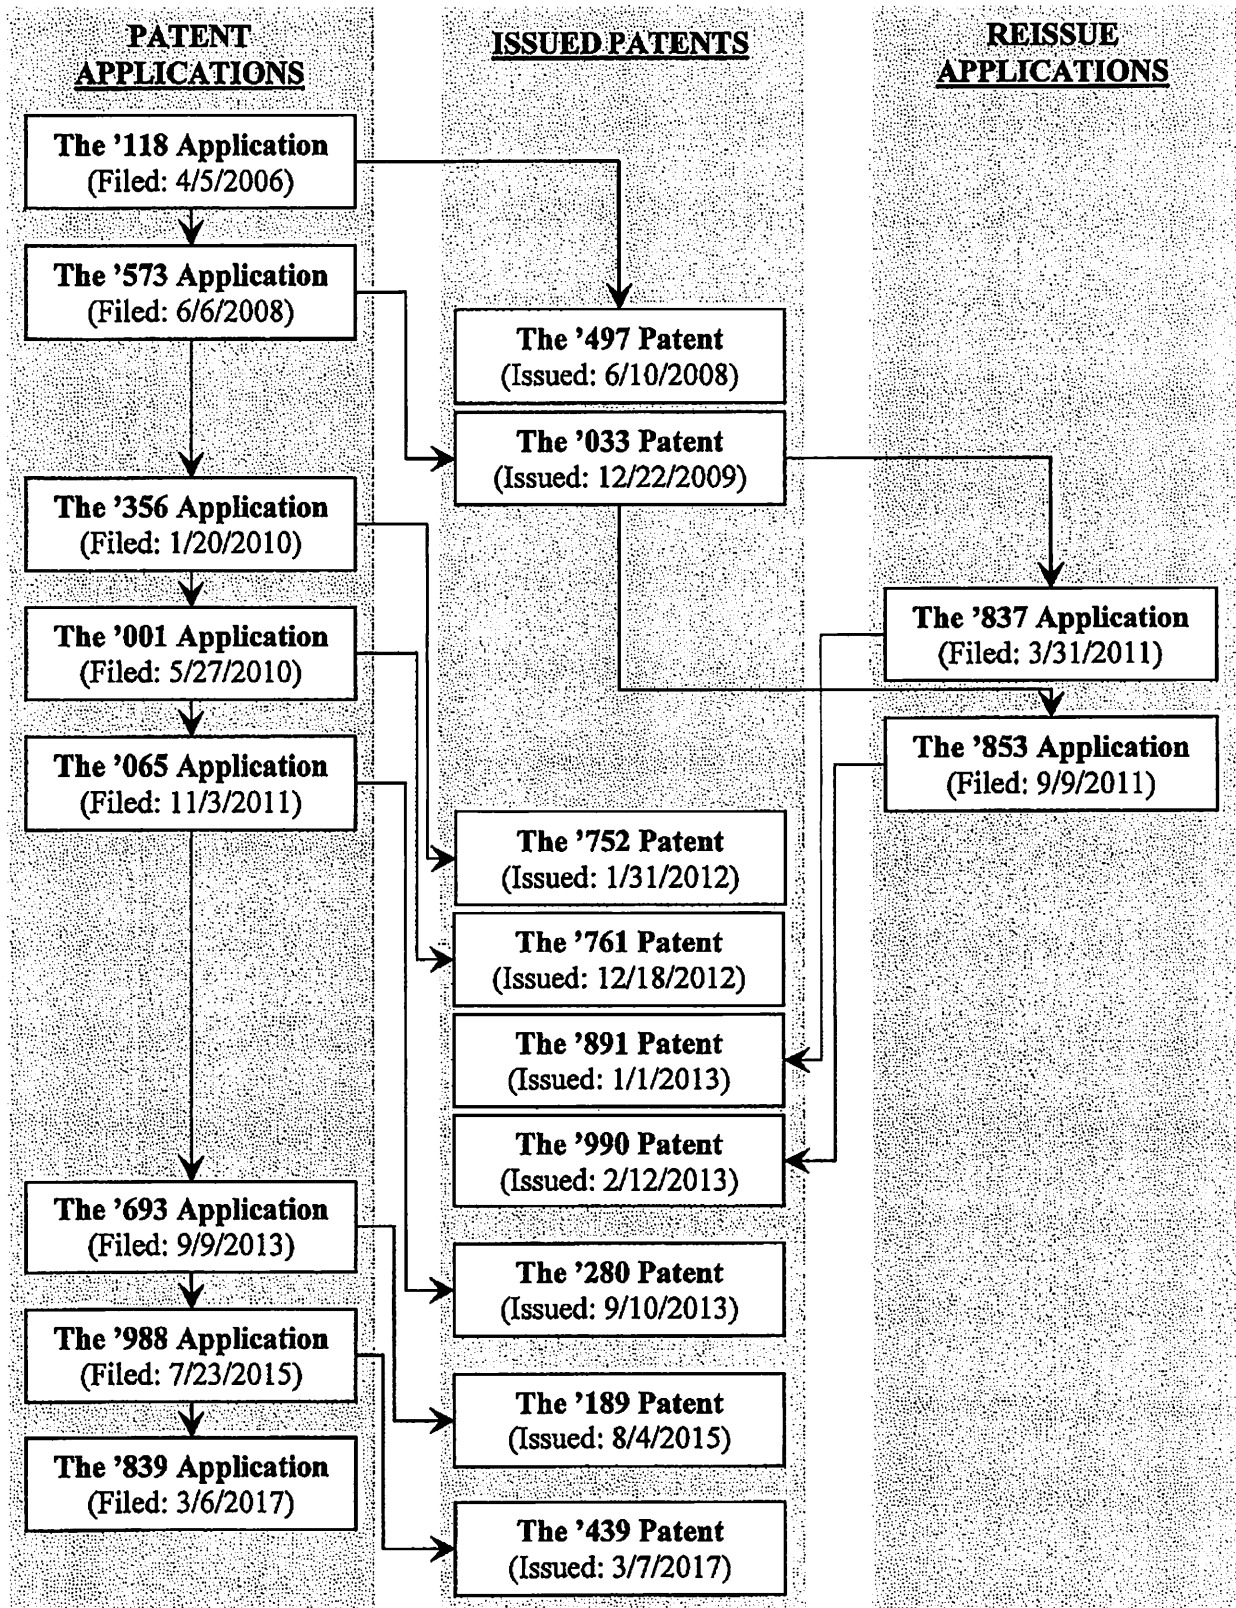 PATENT
APPLICATIONS
The ’118 Application
(Filed: 4/5/2006)
The ’573 Application
(Filed: 6/6/2008)
The ’356 Application
(Filed: 1/20/2010)
The ’001 Application
(Filed: 5/27/2010)
The ’065 Application
(Filed: 11/3/2011)
The ’693 Application
(Filed: 9/9/2013)
The ’988 Application
(Filed: 7/23/2015)
The ’839 Application
(Filed: 3/6/2017)
ISSUED PATENTS
The ’497 Patent
(Issued: 6/10/2008)
The ’033 Patent
(Issued: 12/22/2009)
The ’752 Patent
(Issued: 1/31/2012)
The ’761 Patent
(Issued: 12/18/2012)
The ’891 Patent
(Issued: 1/1/2013)
The ’990 Patent
(Issued: 2/12/2013)
The ’280 Patent
(Issued: 9/10/2013)
The ’189 Patent
(Issued: 8/4/2015)
The ’439 Patent
(Issued: 3/7/2017)
REISSUE
APPLICATIONS
The ’837 Application
(Filed: 3/31/2011)
The ’853 Application
(Filed: 9/9/2011)